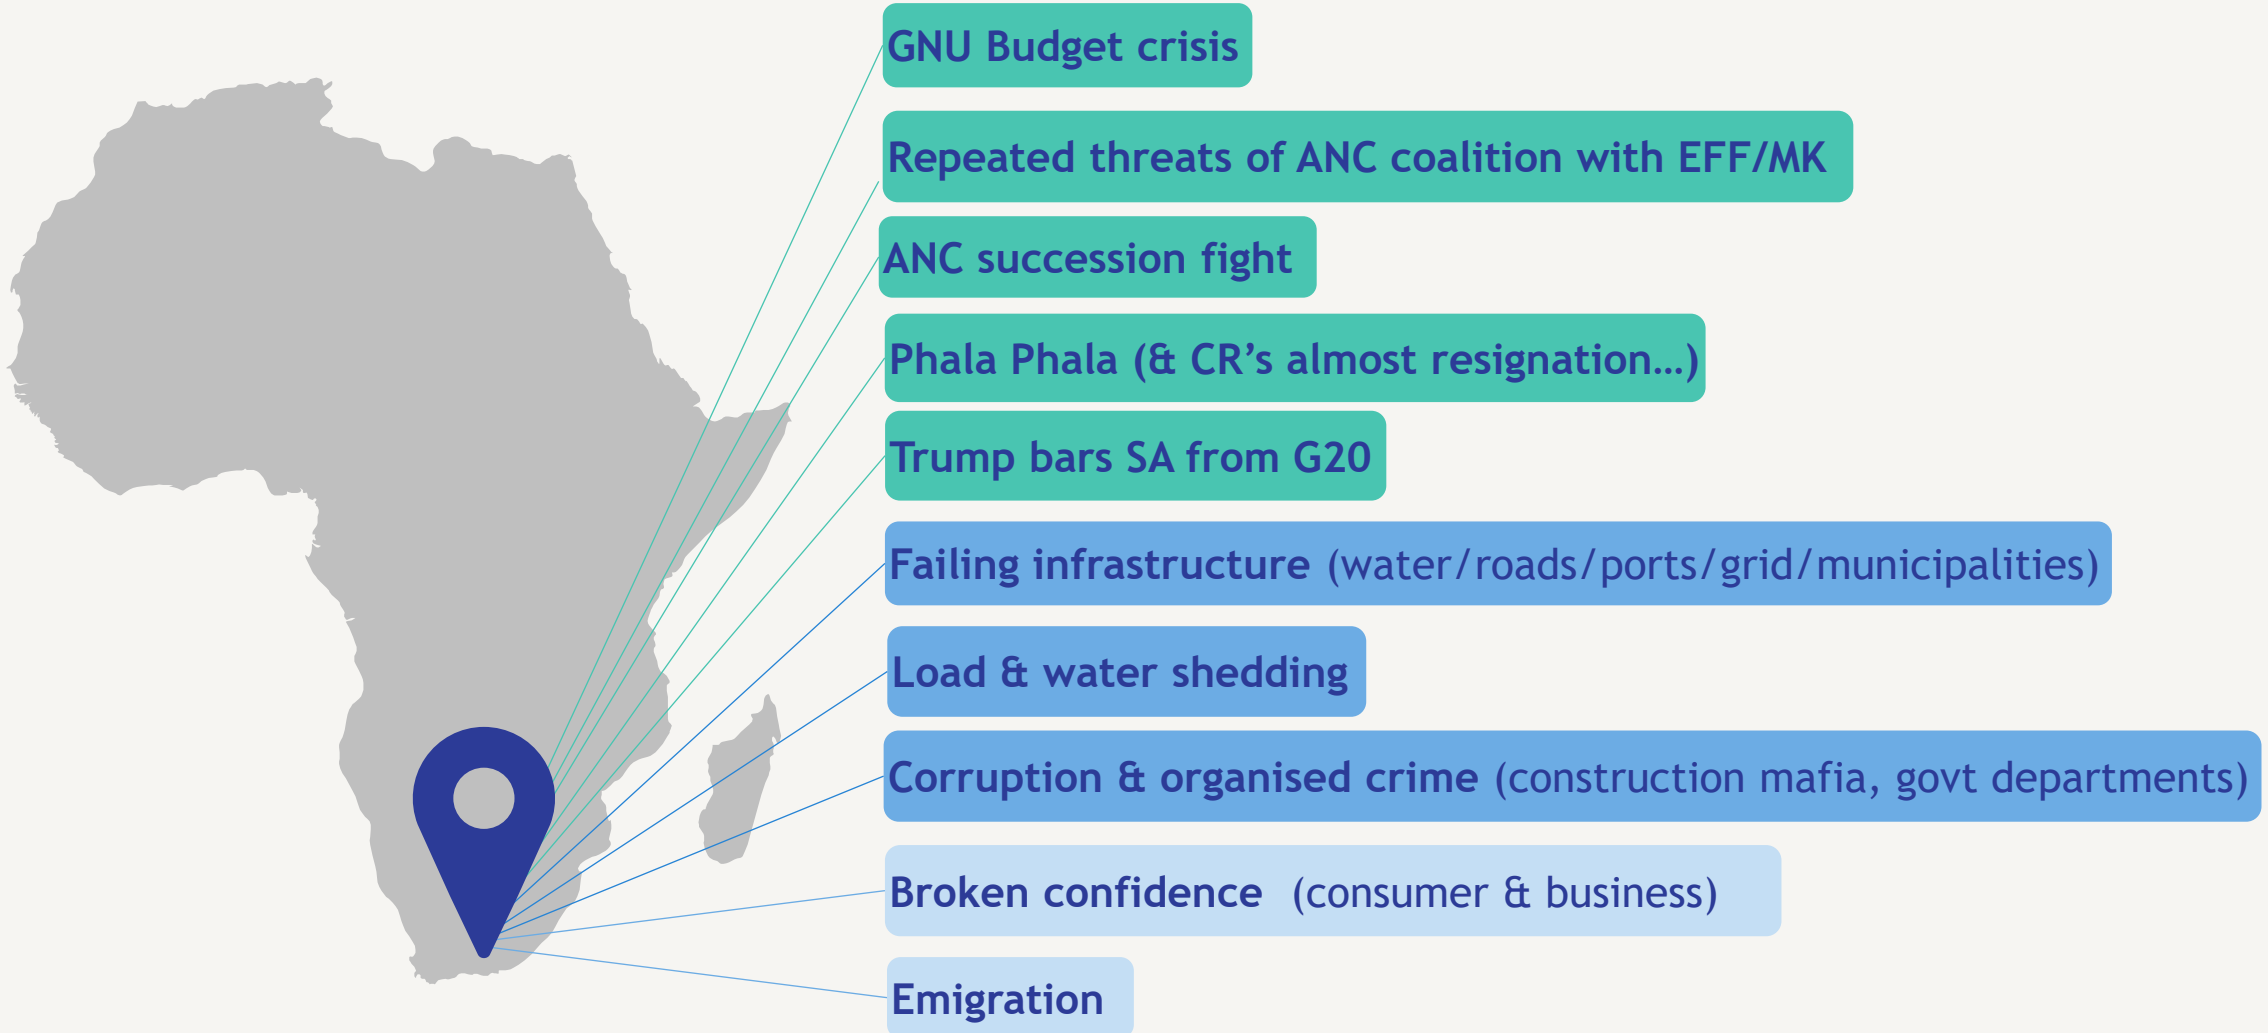 GNU Budget crisis
Repeated threats of ANC coalition with EFF/MK
ANC succession fight
Phala Phala (& CR’s almost resignation…)
Trump bars SA from G20
Failing infrastructure (water/roads/ports/grid/municipalities)
Load & water shedding
Corruption & organised crime (construction mafia, govt departments)
Broken confidence (consumer & business)
Emigration